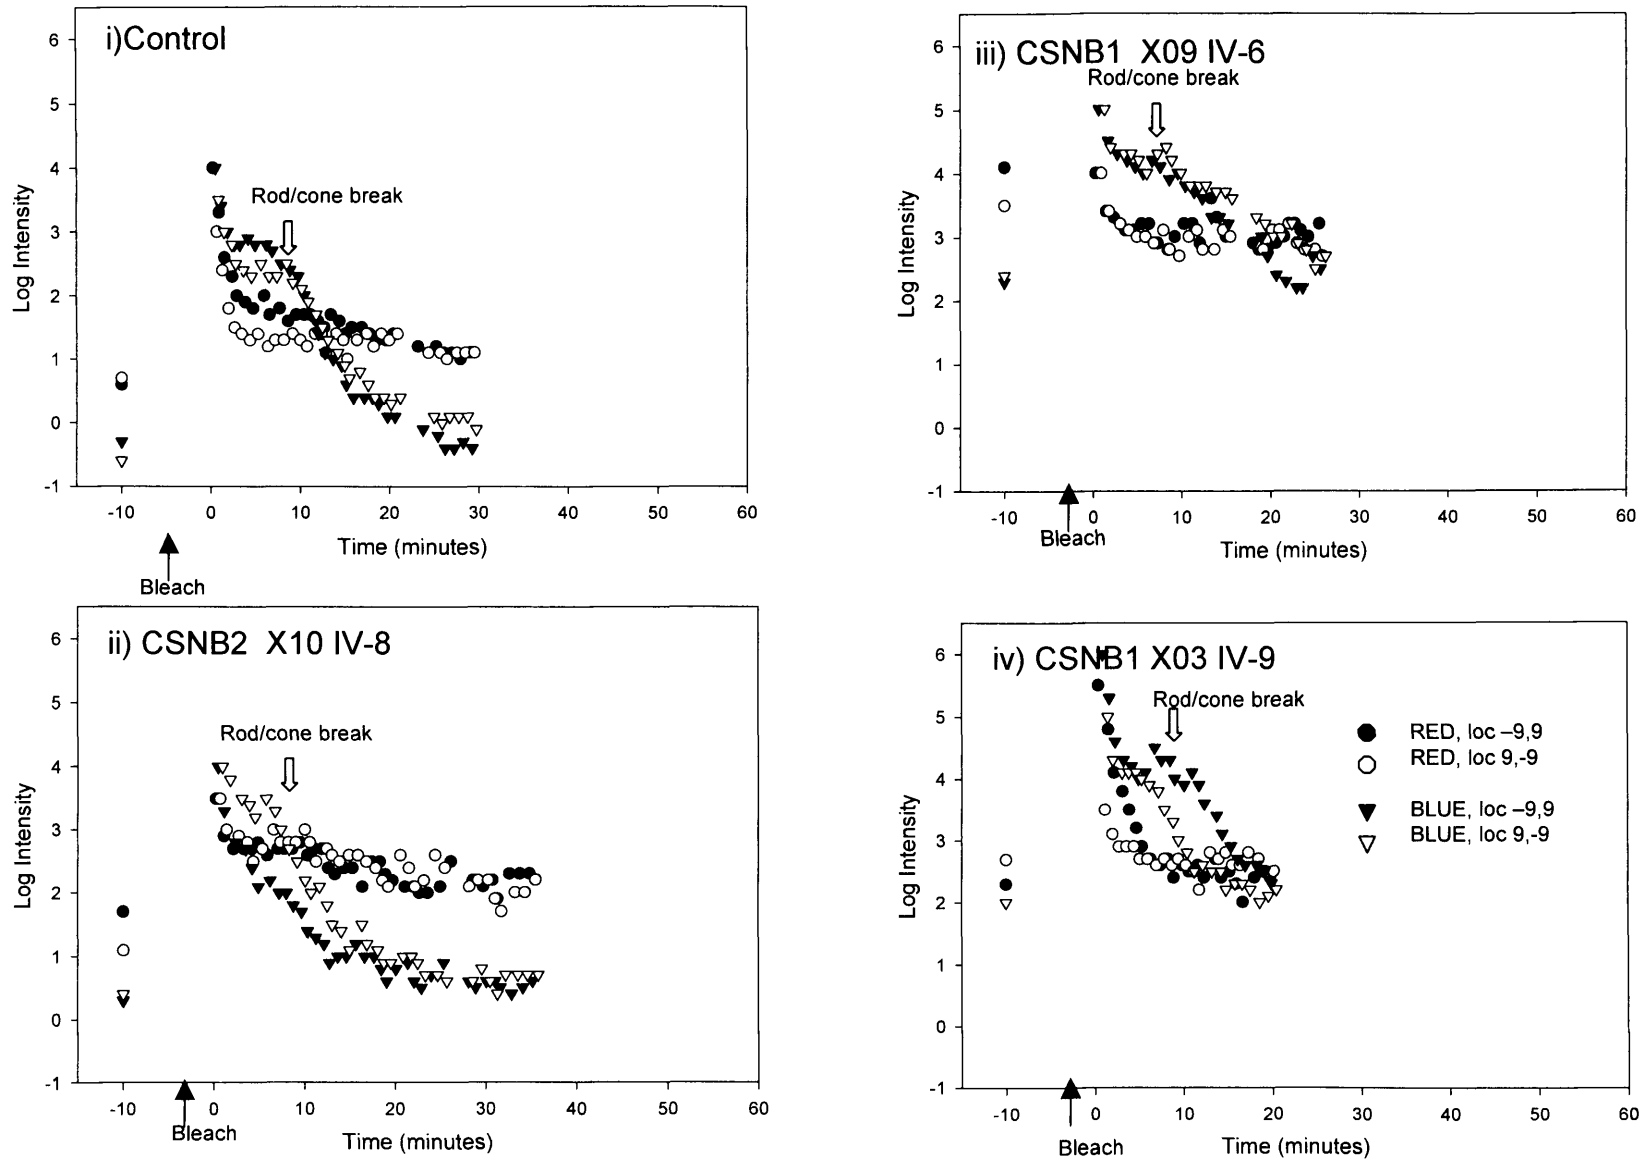 i)Control
Rod/cone break
Log Intensity
6
5
4
3
2
1
0
-1
-10 0 10 20 30 40 50 60
Time (minutes)
Bleach
ii) CSNB2 X10 IV-8
Rod/cone break
Log Intensity
6
5
4
3
2
1
0
-1
-10 0 10 20 30 40 50 60
Time (minutes)
Bleach
iii) CSNB1 X09 IV-6
Rod/cone break
Log Intensity
6
5
4
3
2
1
0
-1
-10 0 10 20 30 40 50 60
Time (minutes)
Bleach
iv) CSNB1 X03 IV-9
Rod/cone break
RED, loc –9,9
RED, loc 9,-9
BLUE, loc –9,9
BLUE, loc 9,-9
Log Intensity
6
5
4
3
2
1
0
-1
-10 0 10 20 30 40 50 60
Time (minutes)
Bleach